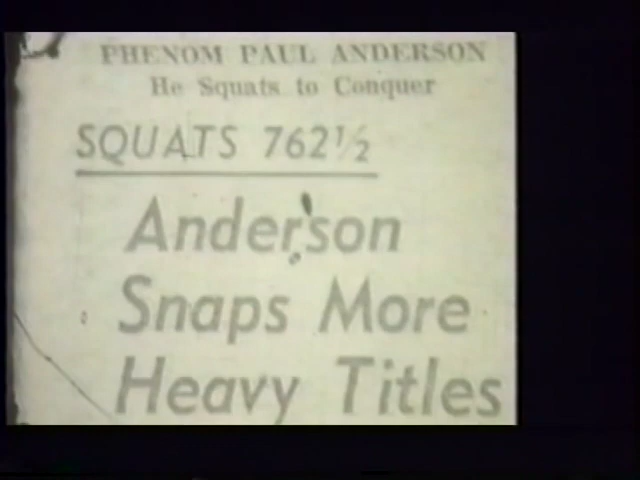 PHENOM PAUL ANDERSON
He Squats to Conquer
SQUATS 762½
Anderson
Snaps More
Heavy Titles